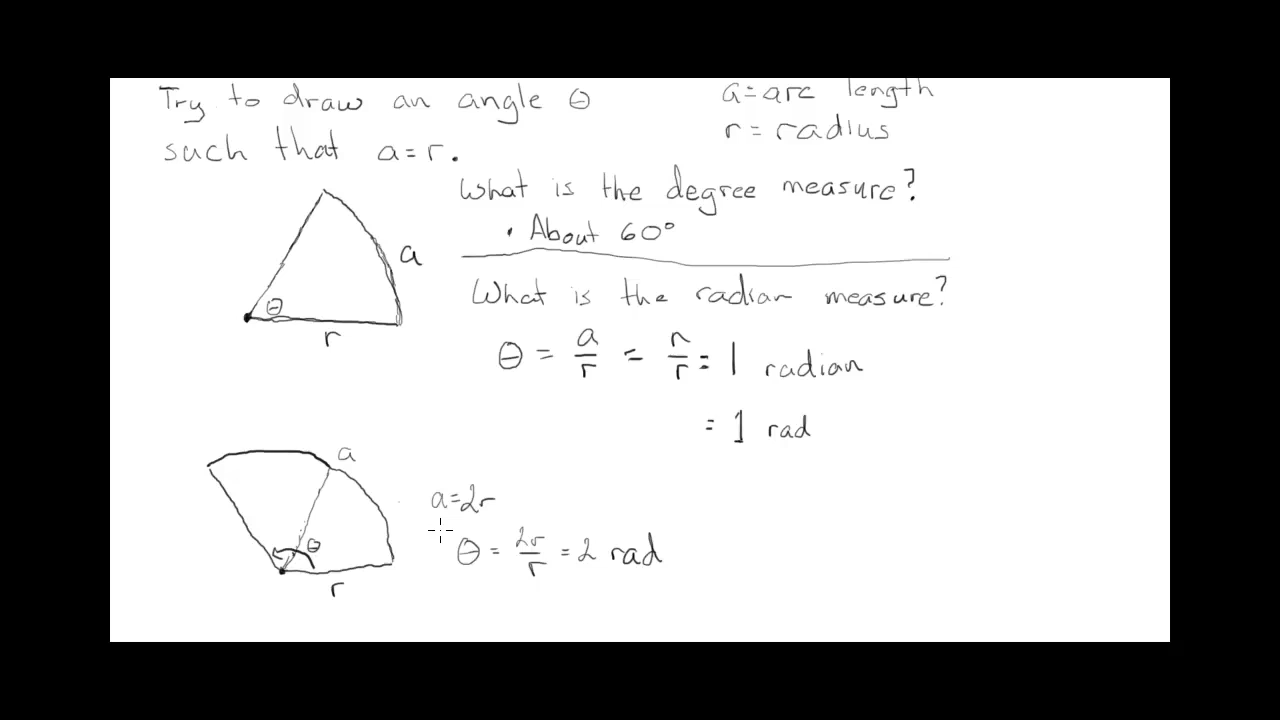 Try to draw an angle θ
such that a=r.
a=arc length
r=radius
What is the degree measure?
• About 60°
a
θ
r
What is the radian measure?
θ = a/r = r/r = 1 radian
= 1 rad
a
θ
r
a=2r
θ = 2r/r = 2 rad